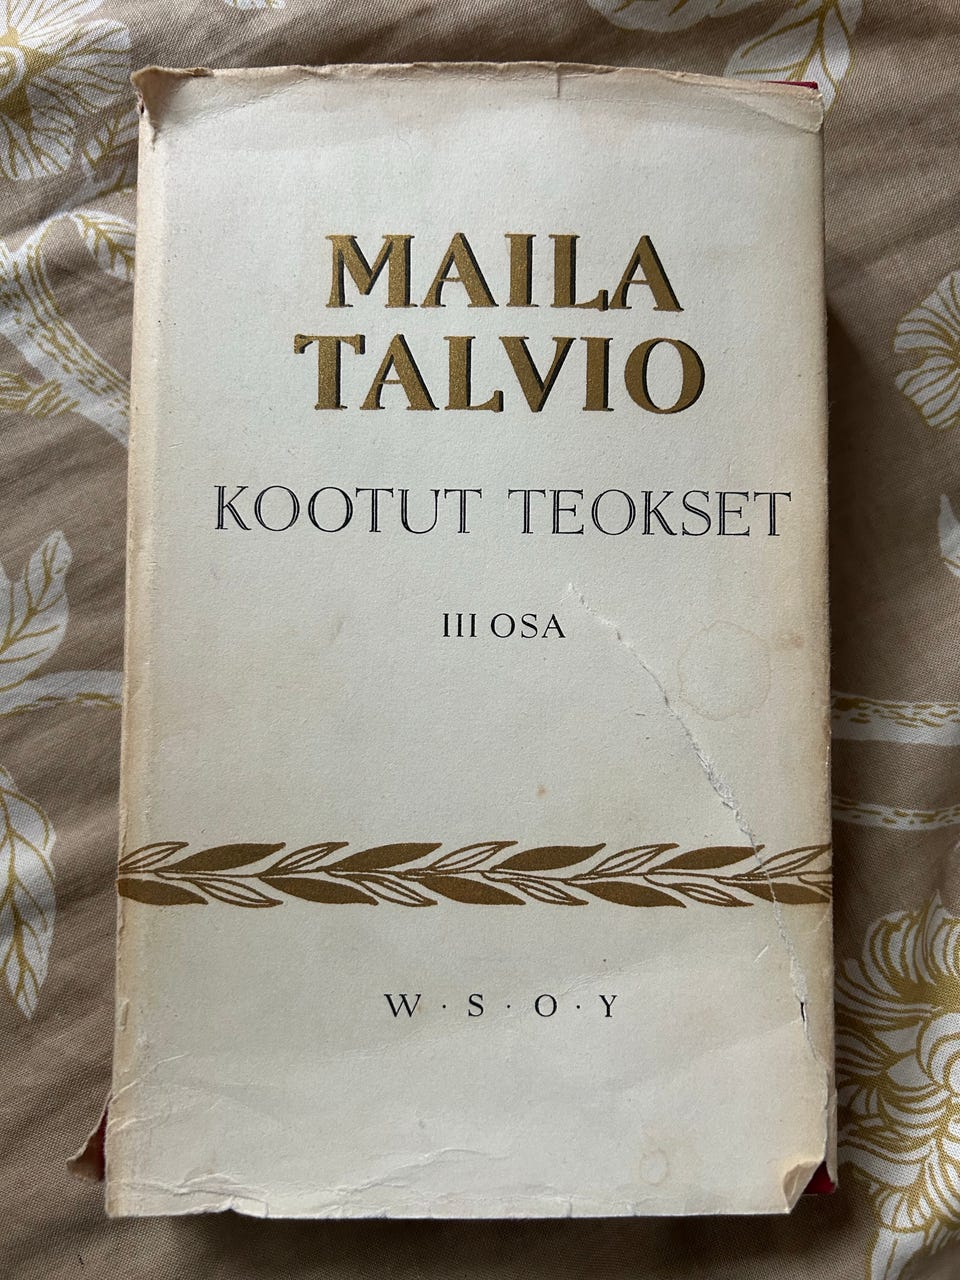 MAILA
TALVIO
KOOTUT TEOKSET
III OSA
W · S · O · Y